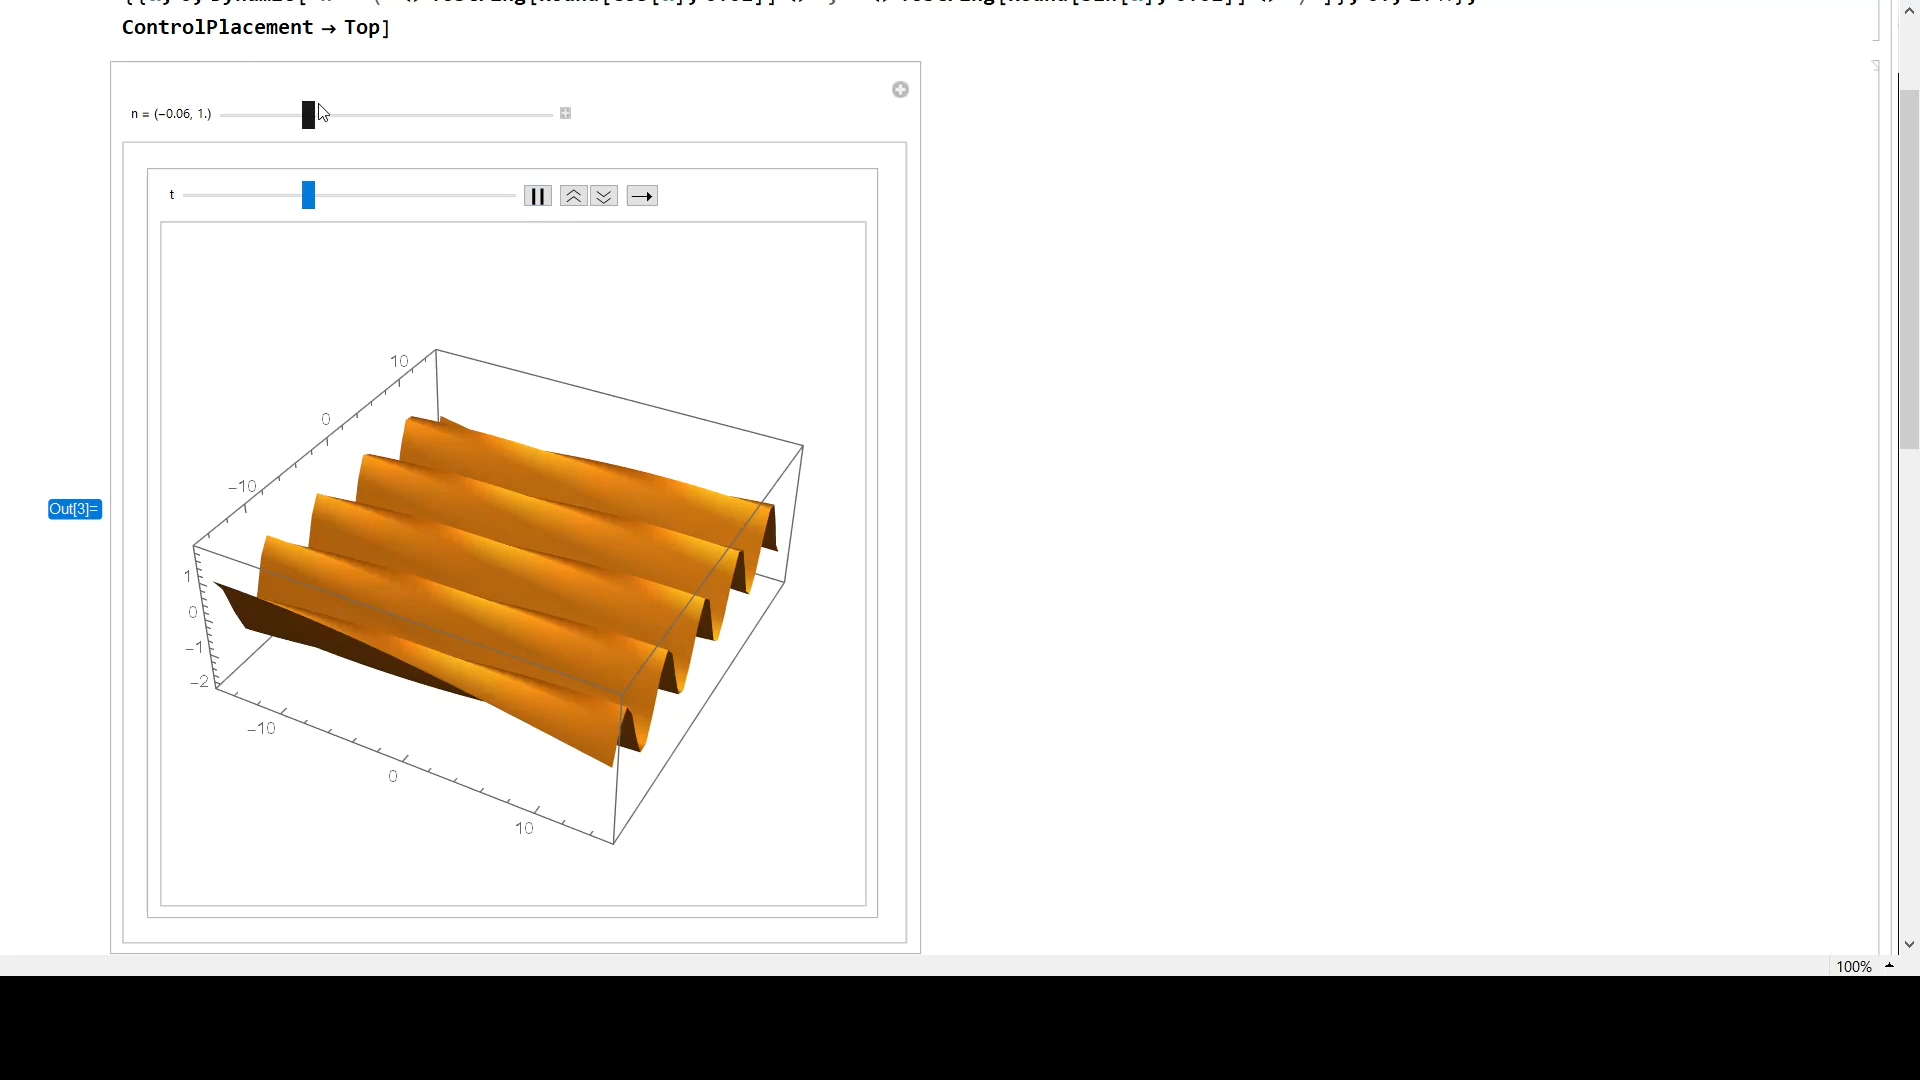 ControlPlacement → Top]
n = (−0.06, 1.)
t
10
0
−10
Out[3]=
1
0
−1
−2
−10
0
10
100%